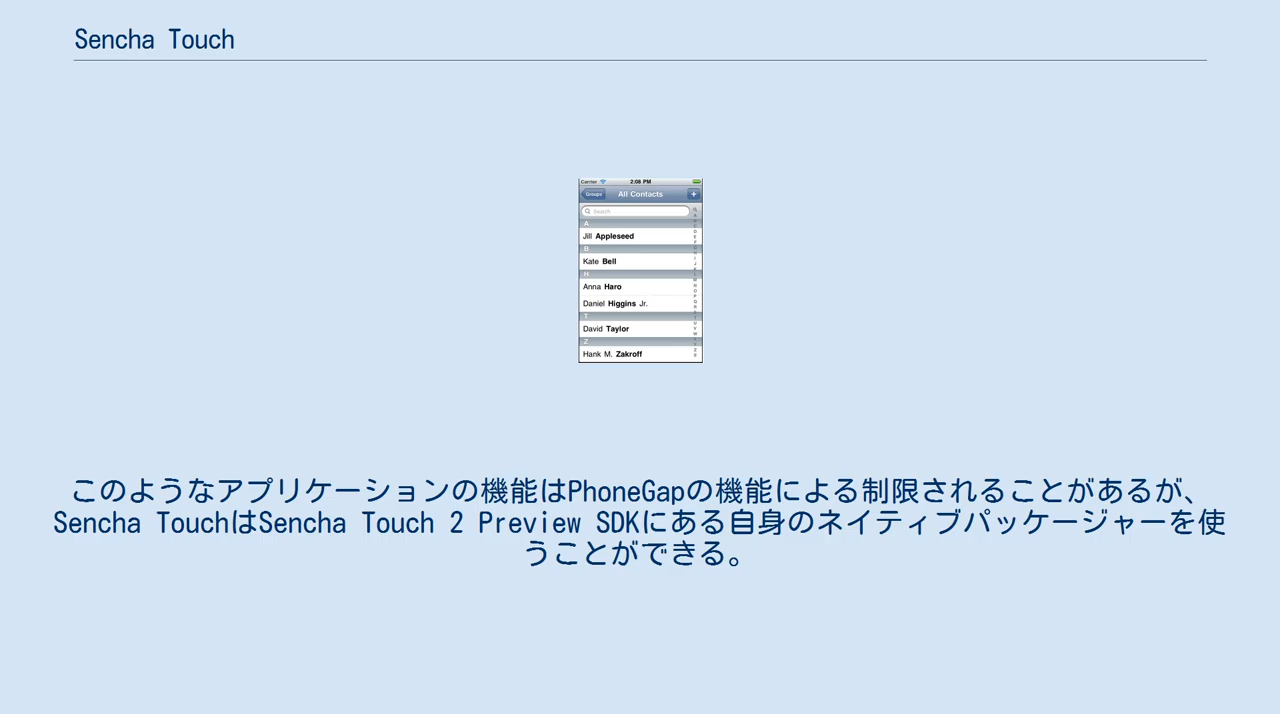 Sencha Touch
Carrier 2:08 PM
Groups All Contacts +
Search
A
Jill Appleseed
B
Kate Bell
H
Anna Haro
Daniel Higgins Jr.
T
David Taylor
Z
Hank M. Zakroff
このようなアプリケーションの機能はPhoneGapの機能による制限されることがあるが、
Sencha TouchはSencha Touch 2 Preview SDKにある自身のネイティブパッケージャーを使
うことができる。